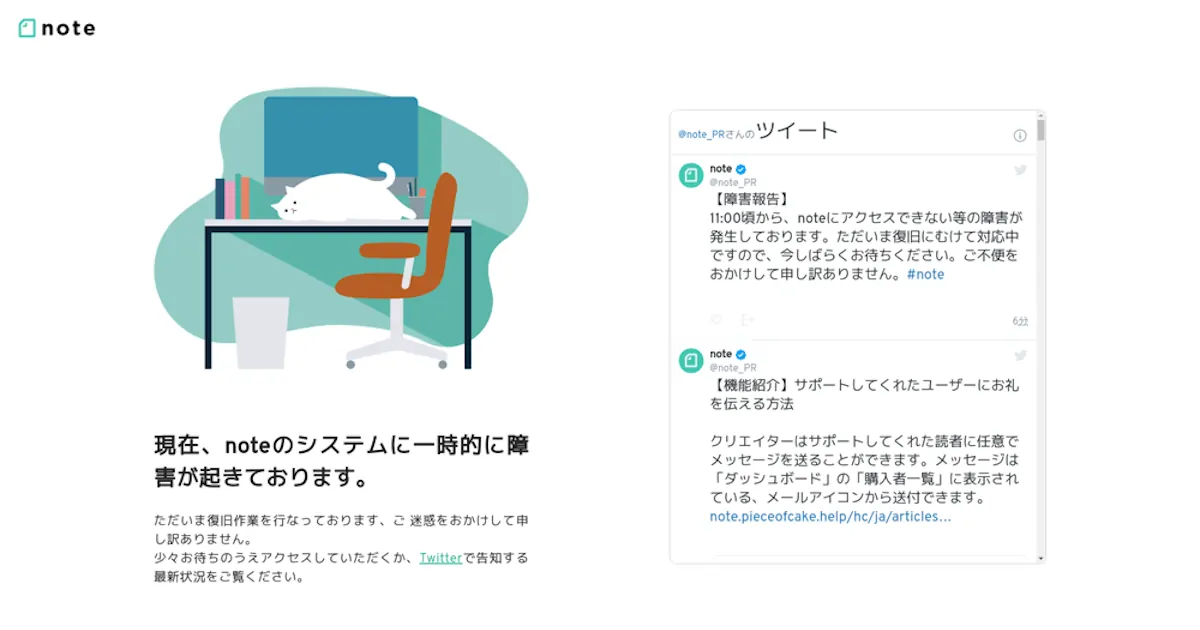 note
現在、noteのシステムに一時的に障
害が起きております。
ただいま復旧作業を行なっております、ご 迷惑をおかけして申
し訳ありません。
少々お待ちのうえアクセスしていただくか、Twitterで告知する
最新状況をご覧ください。
@note_PRさんのツイート
note
@note_PR
【障害報告】
11:00頃から、noteにアクセスできない等の障害が
発生しております。ただいま復旧にむけて対応中
ですので、今しばらくお待ちください。ご不便を
おかけして申し訳ありません。#note
6分
note
@note_PR
【機能紹介】サポートしてくれたユーザーにお礼
を伝える方法
クリエイターはサポートしてくれた読者に任意で
メッセージを送ることができます。メッセージは
「ダッシュボード」の「購入者一覧」に表示され
ている、メールアイコンから送付できます。
note.pieceofcake.help/hc/ja/articles…